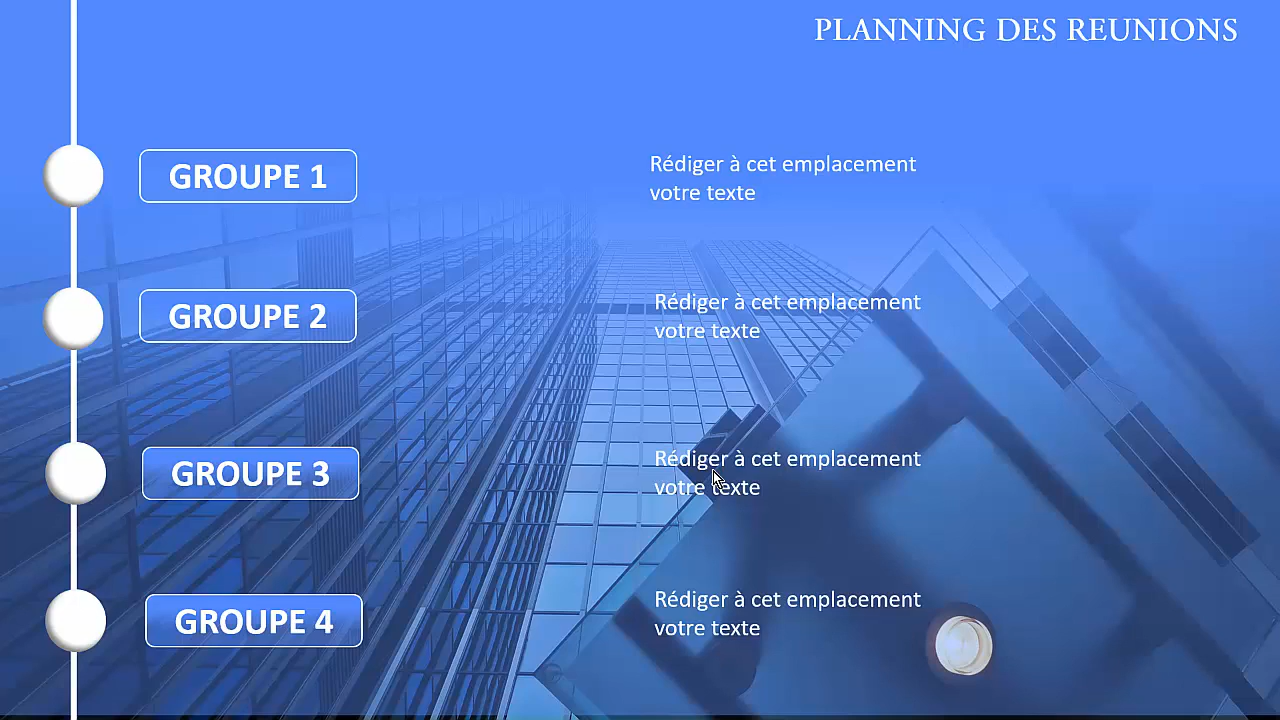 PLANNING DES REUNIONS
GROUPE 1
Rédiger à cet emplacement
votre texte
GROUPE 2
Rédiger à cet emplacement
votre texte
GROUPE 3
Rédiger à cet emplacement
votre texte
GROUPE 4
Rédiger à cet emplacement
votre texte